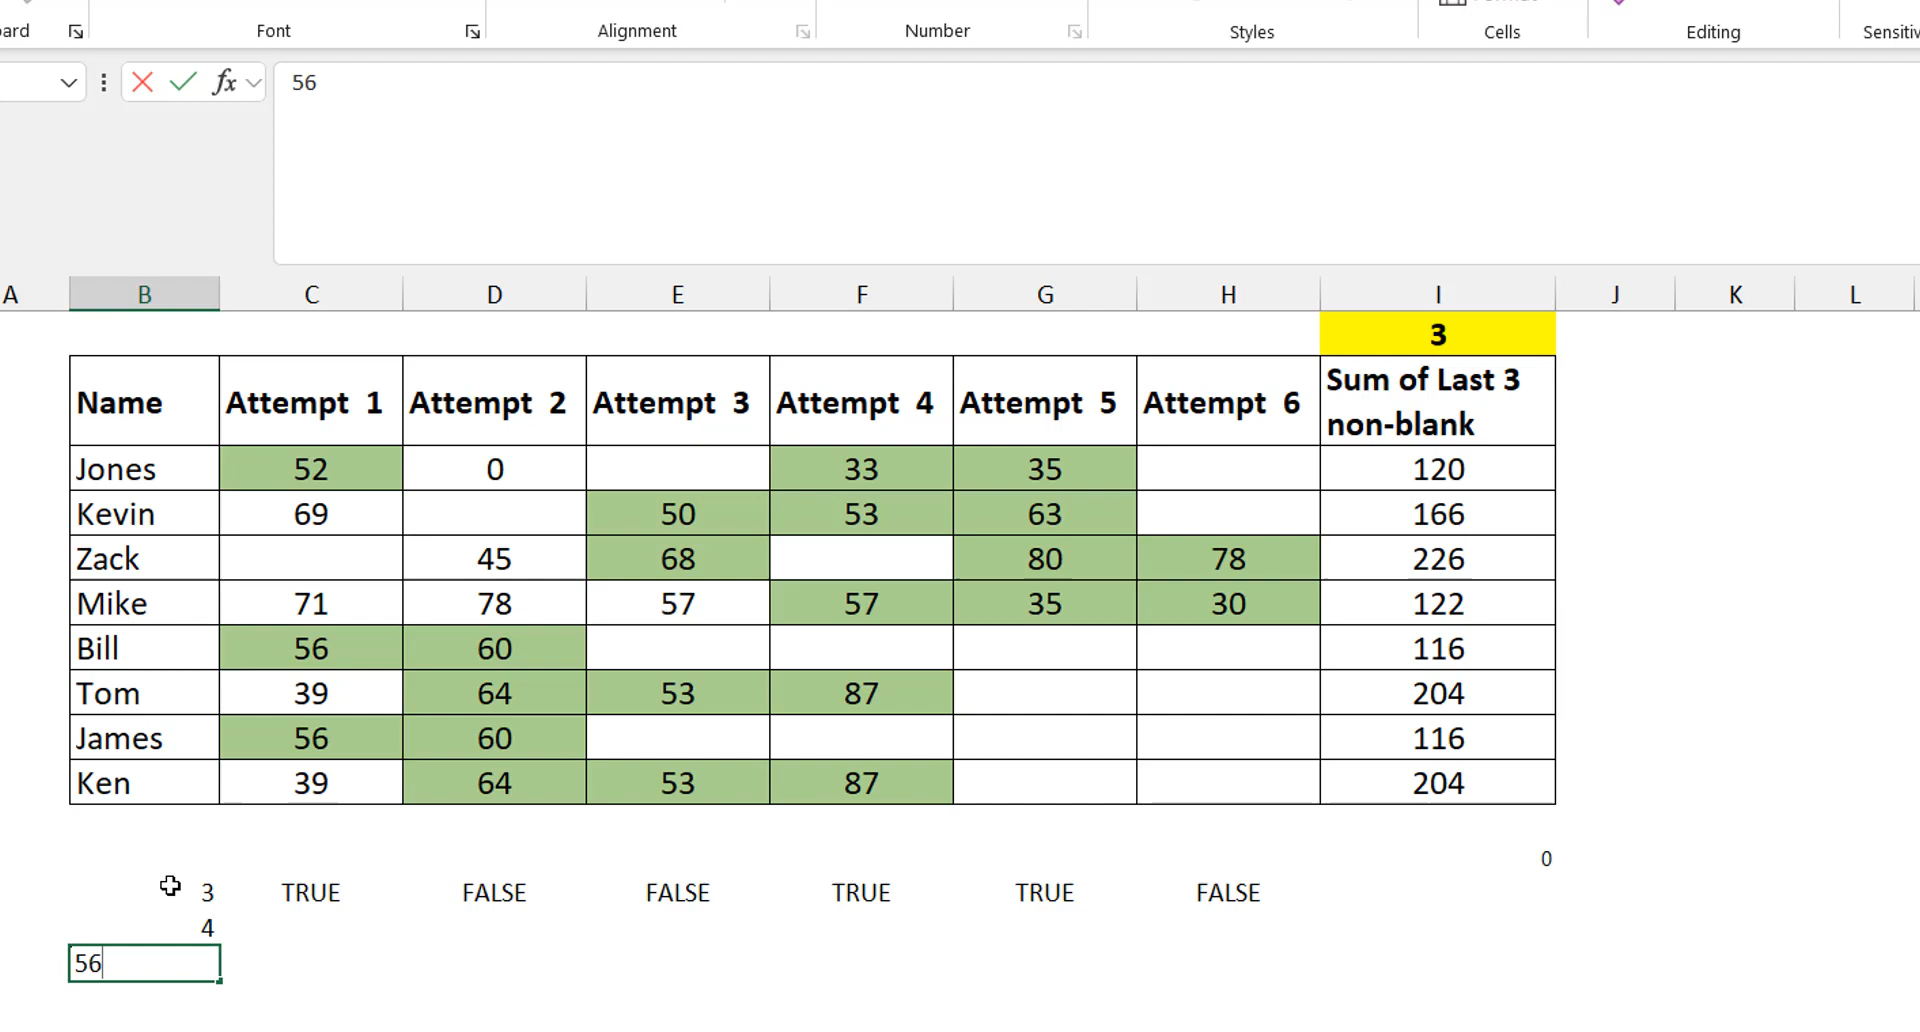 ard Font Alignment Number Styles Cells Editing Sensitiv
fx 56
A B C D E F G H I J K L
3
Name Attempt 1 Attempt 2 Attempt 3 Attempt 4 Attempt 5 Attempt 6 Sum of Last 3
non-blank
Jones 52 0 33 35 120
Kevin 69 50 53 63 166
Zack 45 68 80 78 226
Mike 71 78 57 57 35 30 122
Bill 56 60 116
Tom 39 64 53 87 204
James 56 60 116
Ken 39 64 53 87 204
0
3 TRUE FALSE FALSE TRUE TRUE FALSE
4
56